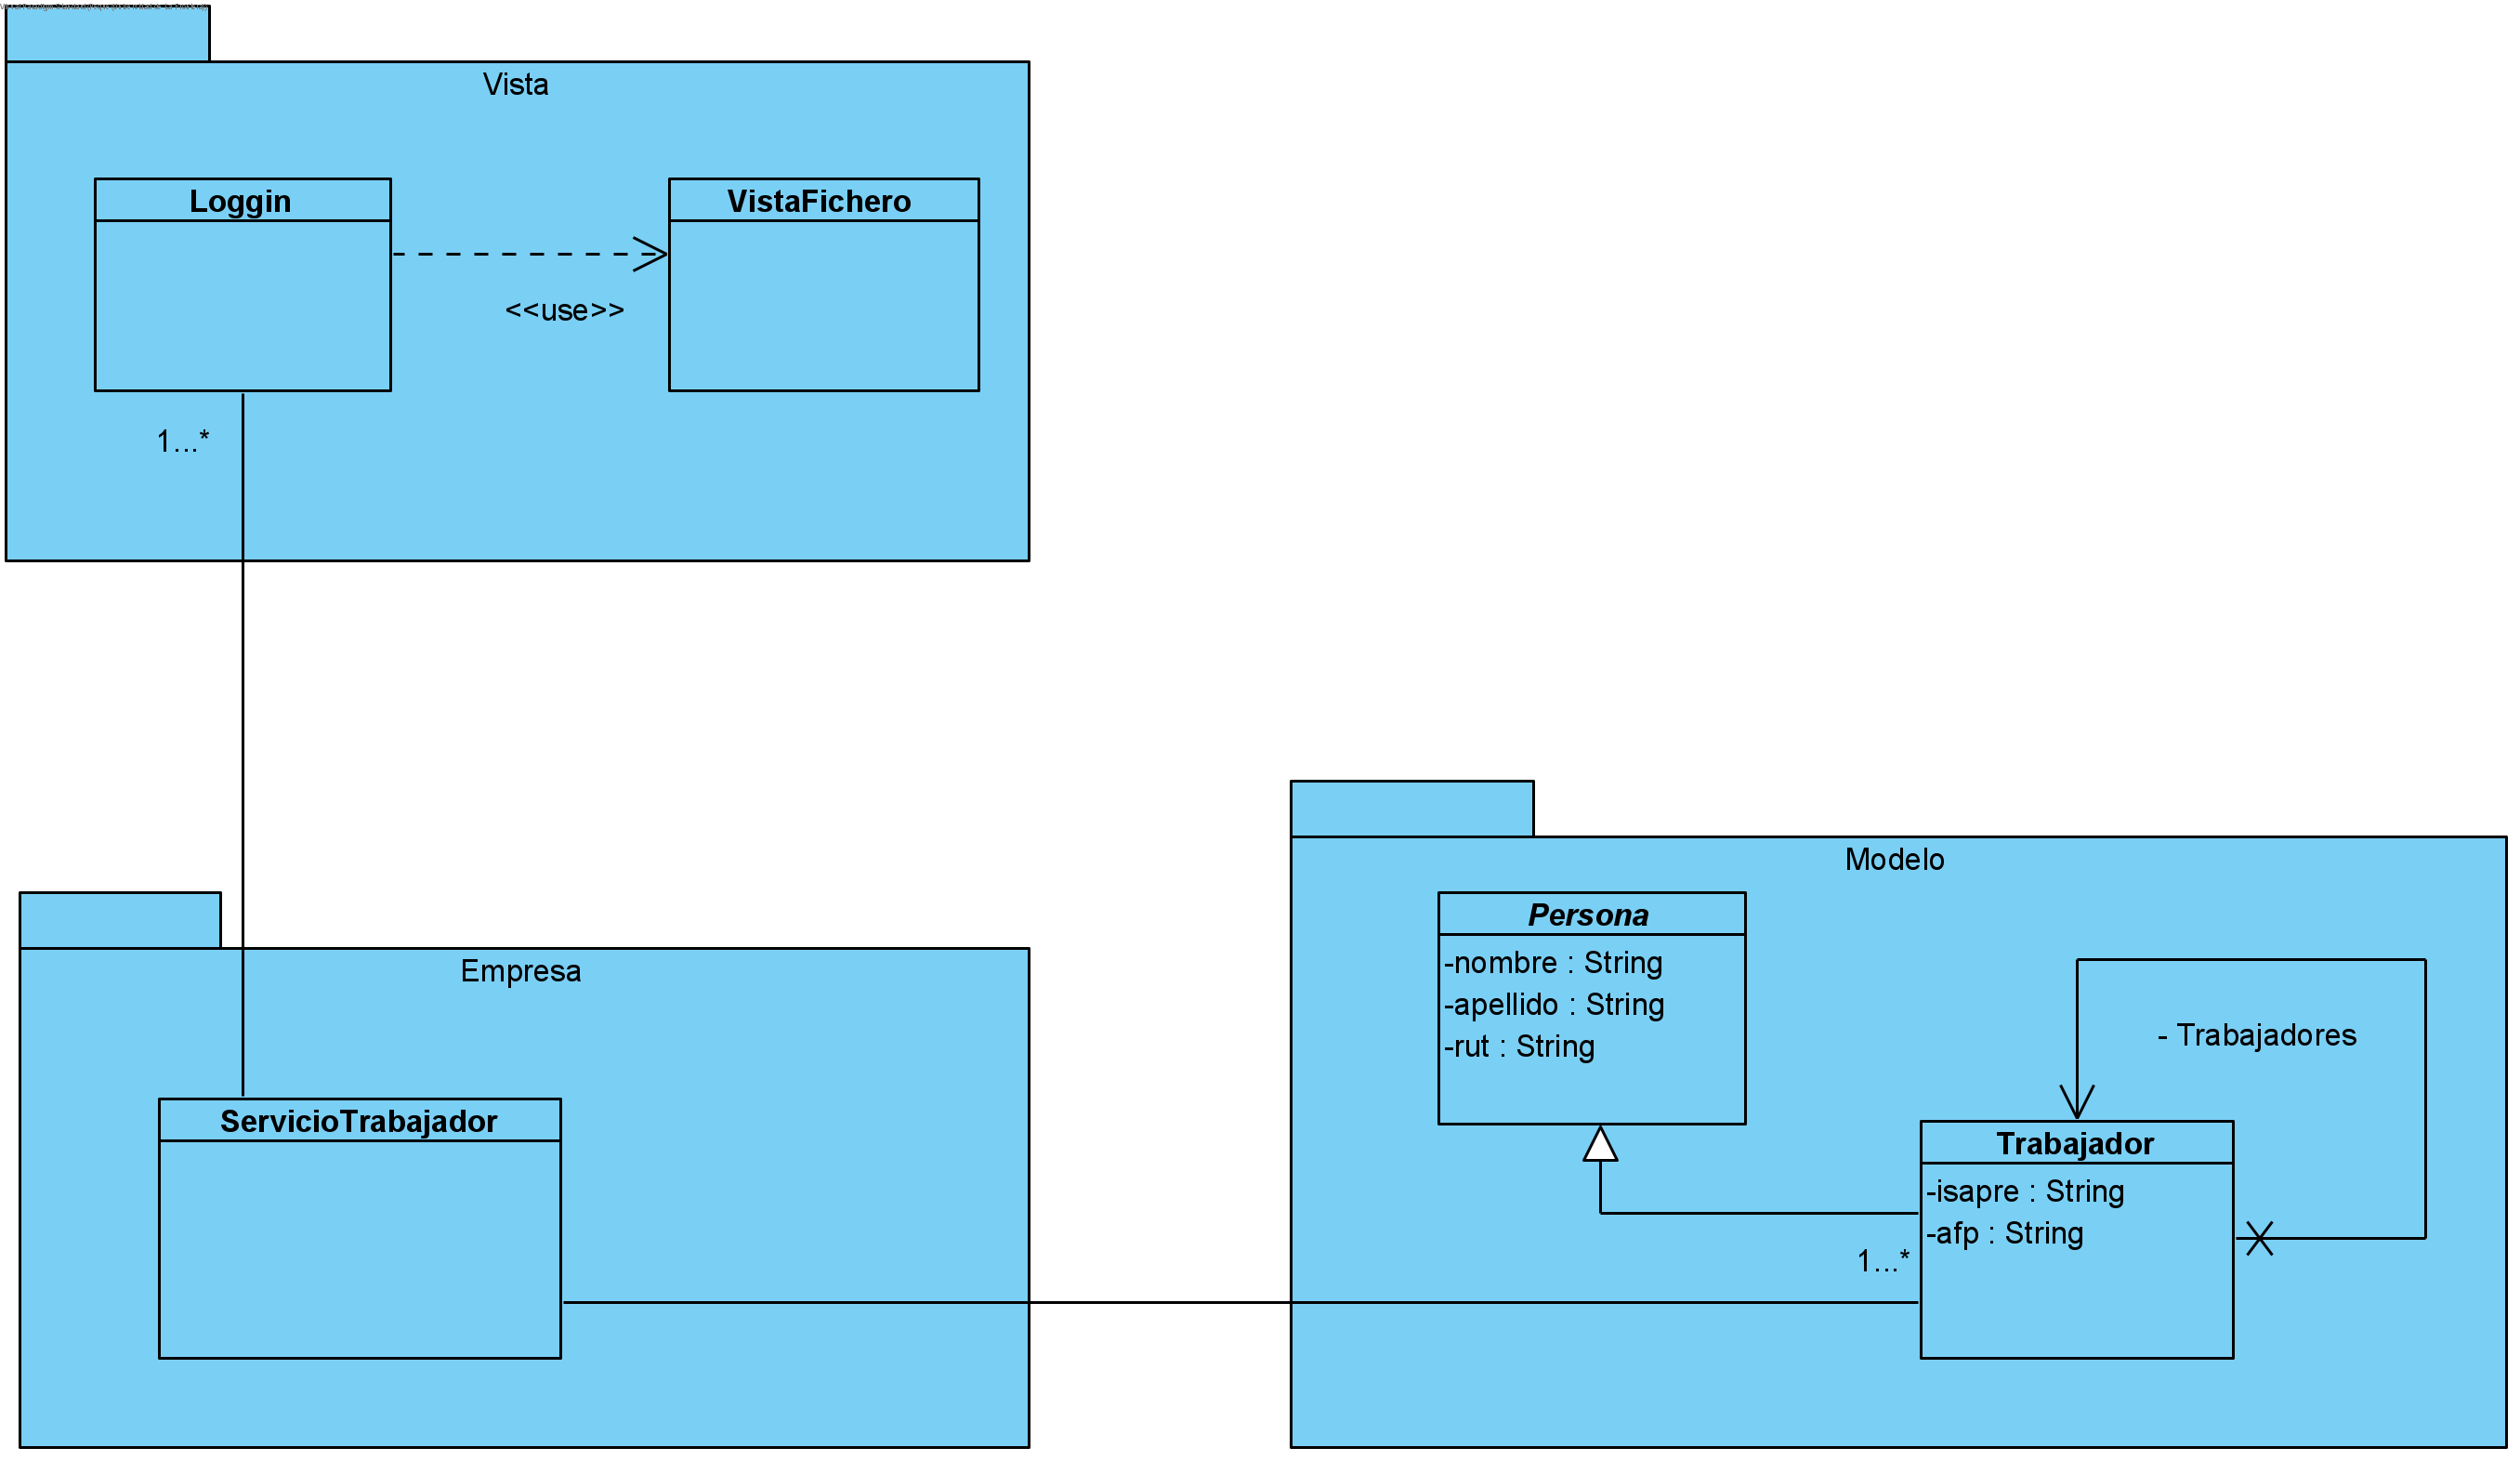 Vista
Loggin
VistaFichero
<<use>>
1...*
Modelo
Persona
-nombre : String
-apellido : String
-rut : String
Empresa
- Trabajadores
ServicioTrabajador
Trabajador
-isapre : String
-afp : String
1...*